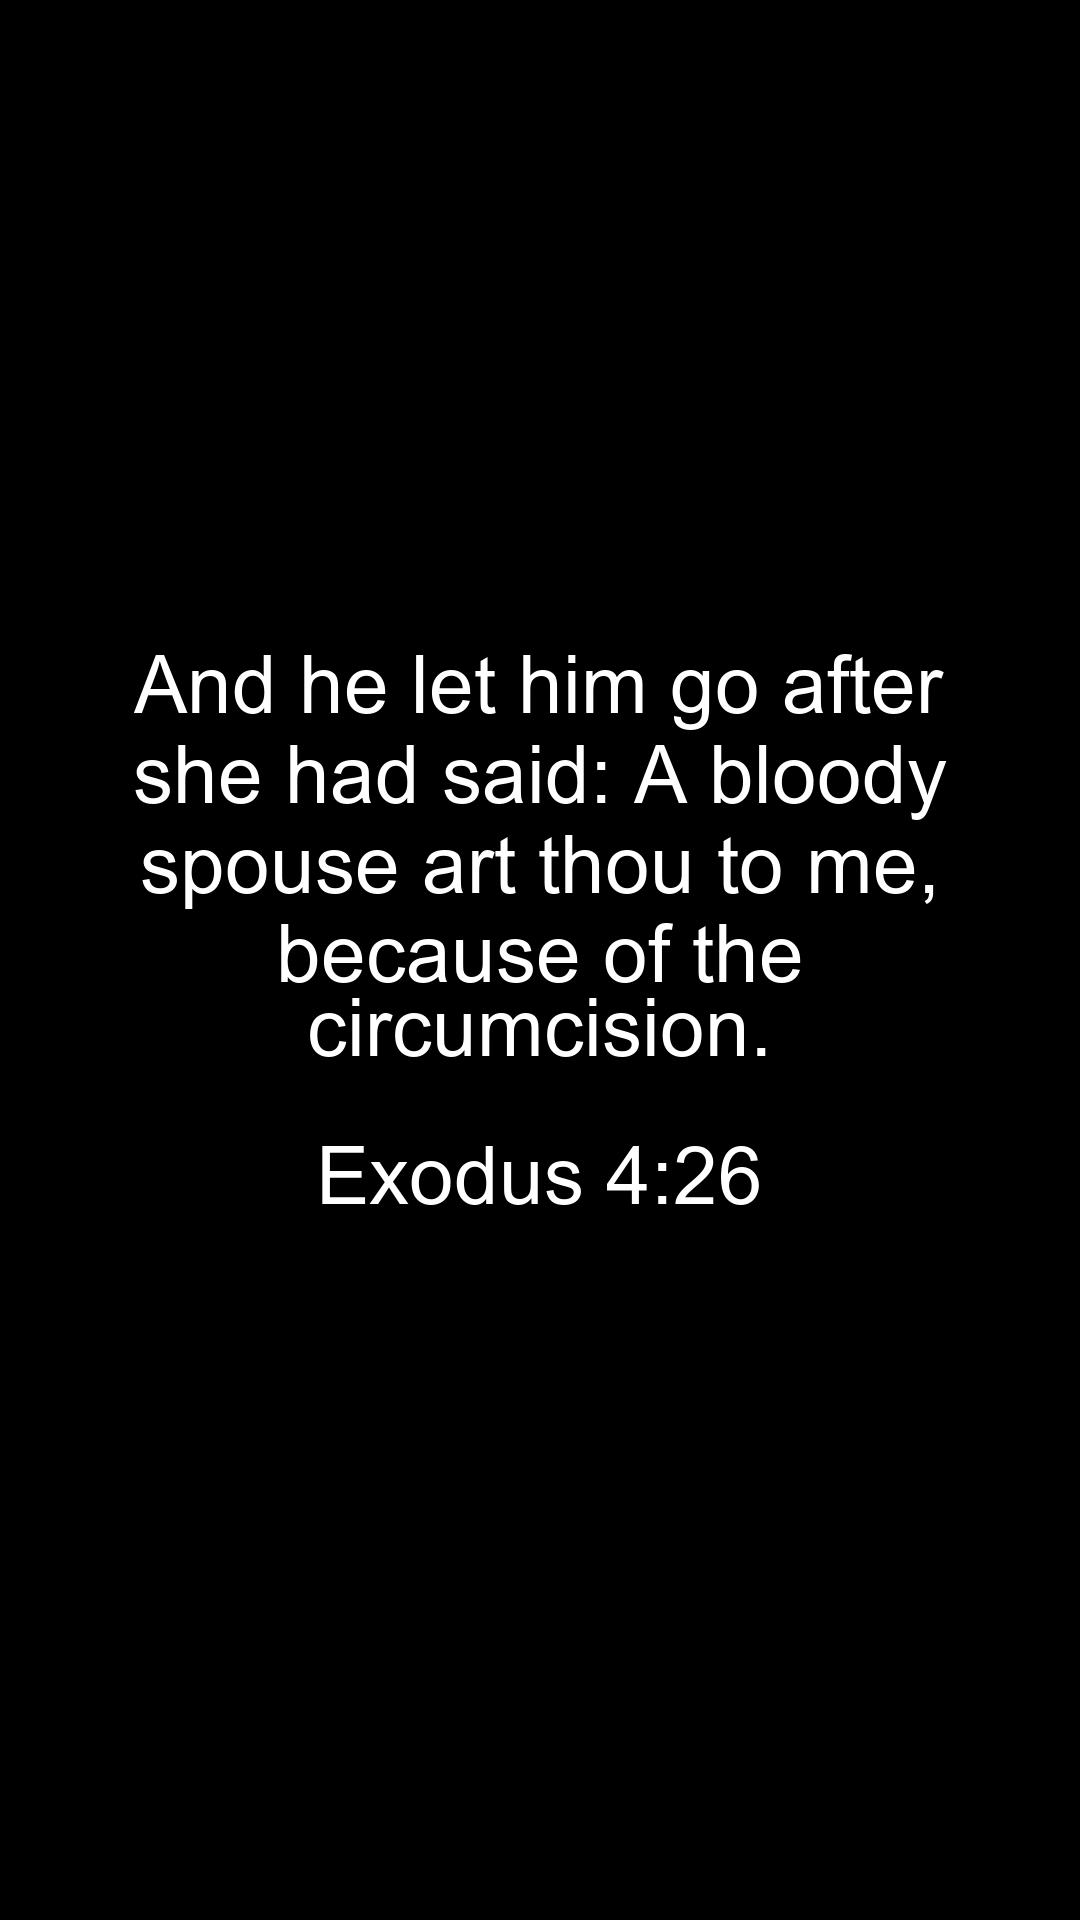 And he let him go after
she had said: A bloody
spouse art thou to me,
because of the
circumcision.
Exodus 4:26